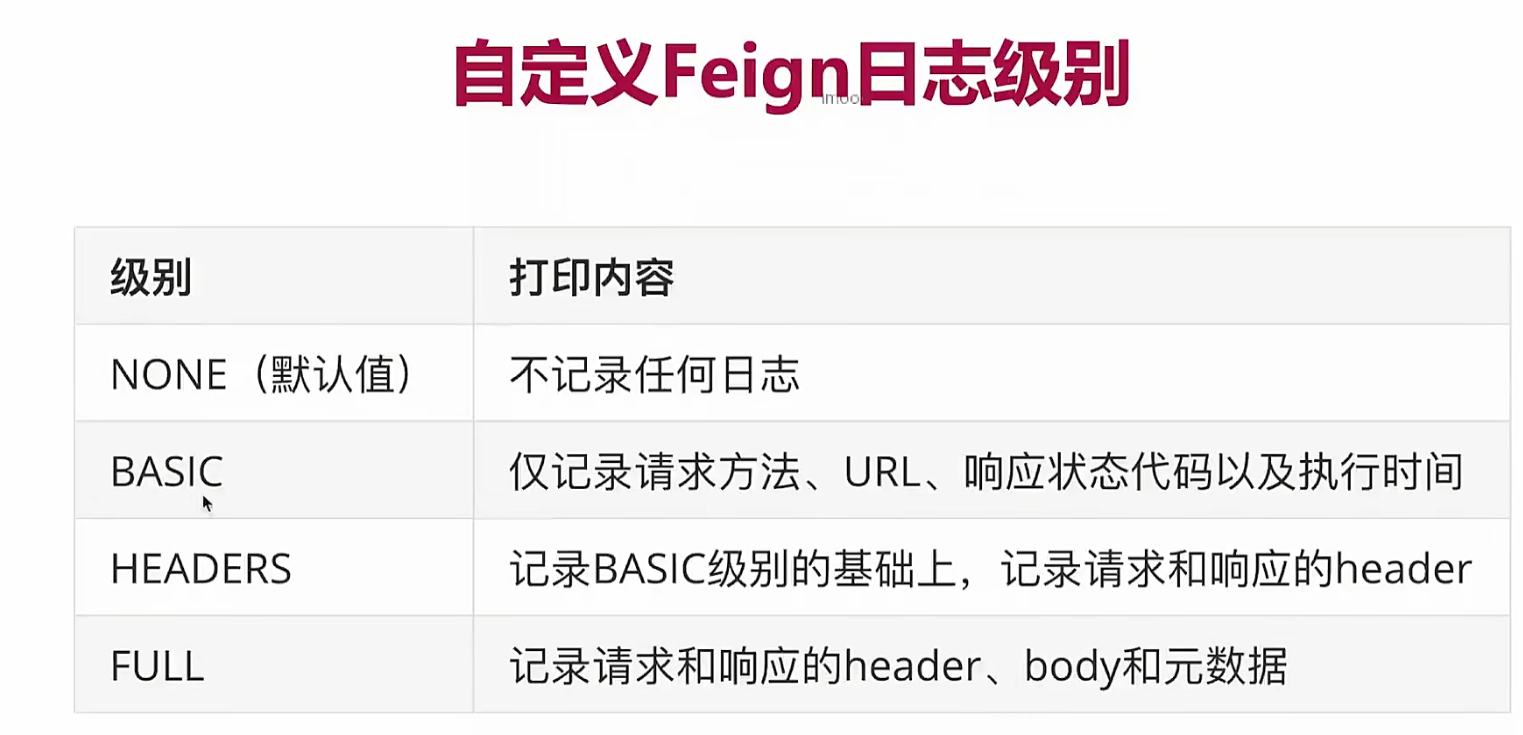 自定义Feign日志级别
级别 打印内容
NONE（默认值） 不记录任何日志
BASIC 仅记录请求方法、URL、响应状态代码以及执行时间
HEADERS 记录BASIC级别的基础上，记录请求和响应的header
FULL 记录请求和响应的header、body和元数据